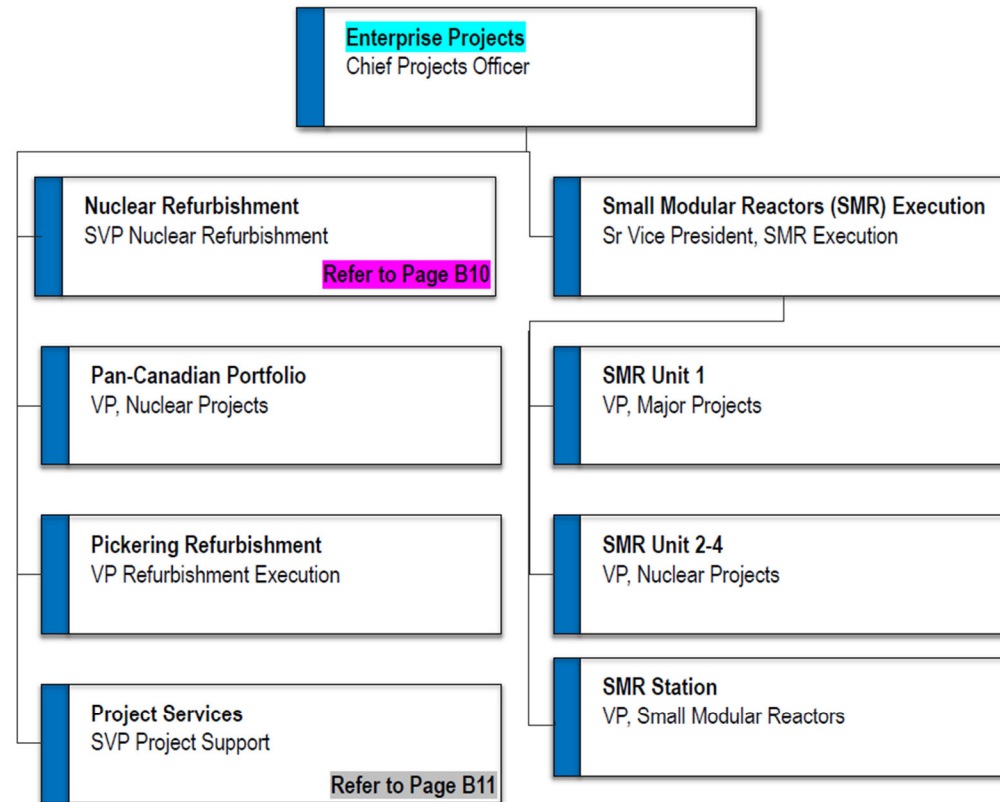 Enterprise Projects
Chief Projects Officer
Nuclear Refurbishment
SVP Nuclear Refurbishment
Refer to Page B10
Pan-Canadian Portfolio
VP, Nuclear Projects
Pickering Refurbishment
VP Refurbishment Execution
Project Services
SVP Project Support
Refer to Page B11
Small Modular Reactors (SMR) Execution
Sr Vice President, SMR Execution
SMR Unit 1
VP, Major Projects
SMR Unit 2-4
VP, Nuclear Projects
SMR Station
VP, Small Modular Reactors